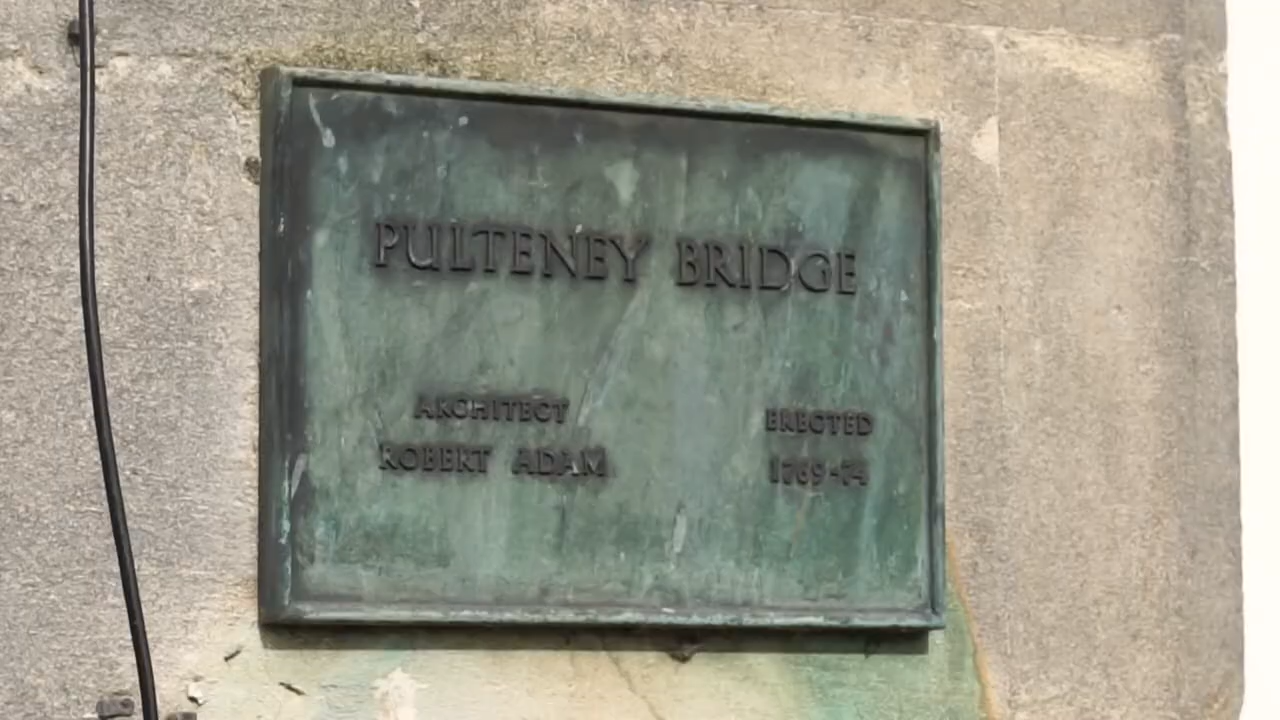 PULTENEY BRIDGE
ARCHITECT
ROBERT ADAM
ERECTED
1769-74